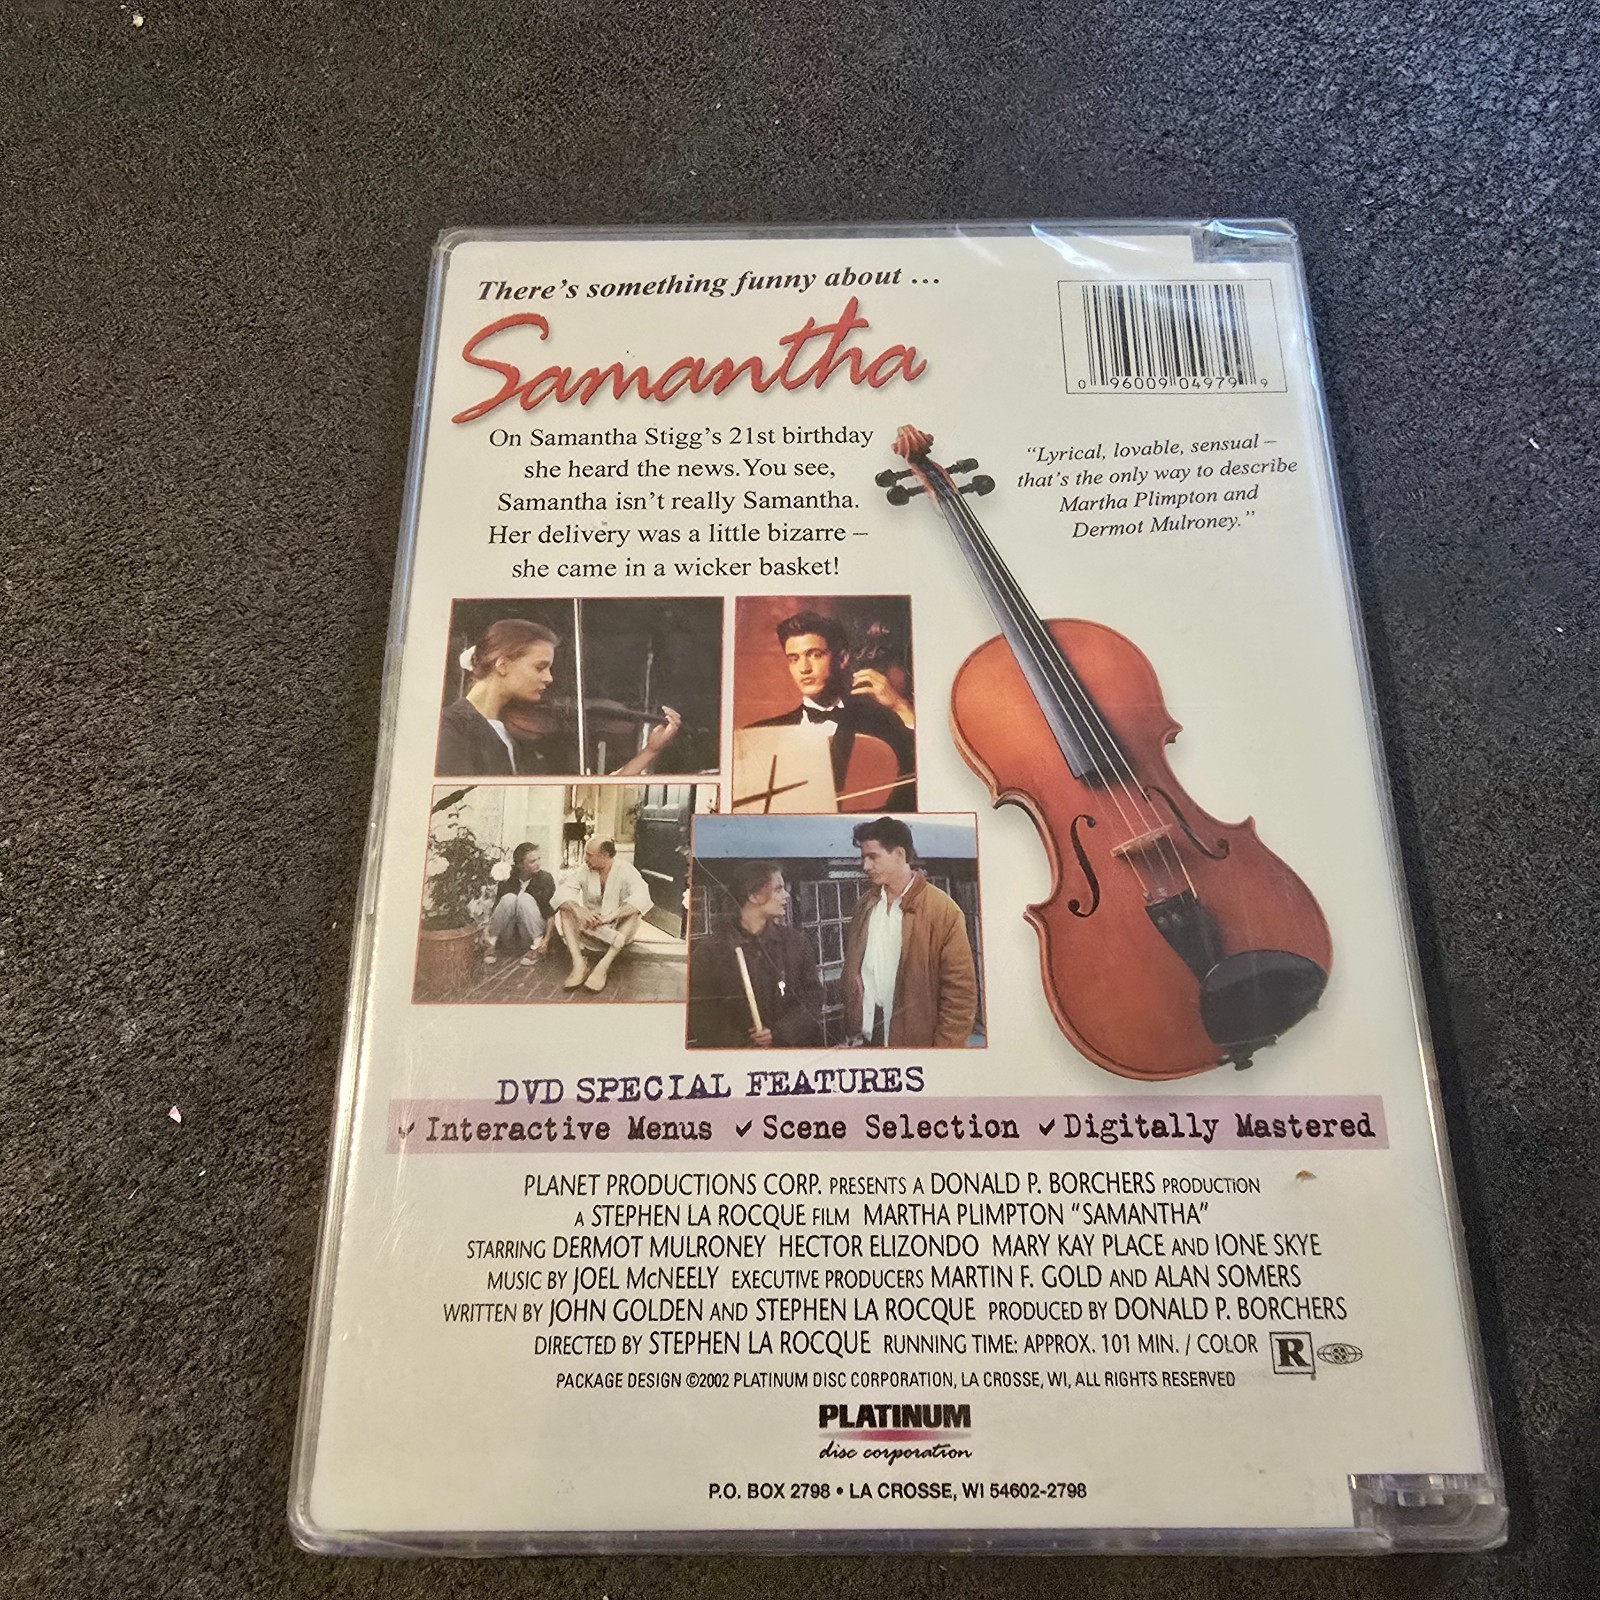 There's something funny about ...
Samantha
On Samantha Stigg's 21st birthday
she heard the news. You see,
Samantha isn't really Samantha.
Her delivery was a little bizarre –
she came in a wicker basket!
0 96009 04979 9
"Lyrical, lovable, sensual –
that's the only way to describe
Martha Plimpton and
Dermot Mulroney."
DVD SPECIAL FEATURES
✓ Interactive Menus ✓ Scene Selection ✓ Digitally Mastered
PLANET PRODUCTIONS CORP. PRESENTS A DONALD P. BORCHERS PRODUCTION
A STEPHEN LA ROCQUE FILM MARTHA PLIMPTON "SAMANTHA"
STARRING DERMOT MULRONEY HECTOR ELIZONDO MARY KAY PLACE AND IONE SKYE
MUSIC BY JOEL McNEELY EXECUTIVE PRODUCERS MARTIN F. GOLD AND ALAN SOMERS
WRITTEN BY JOHN GOLDEN AND STEPHEN LA ROCQUE PRODUCED BY DONALD P. BORCHERS
DIRECTED BY STEPHEN LA ROCQUE RUNNING TIME: APPROX. 101 MIN. / COLOR R
PACKAGE DESIGN ©2002 PLATINUM DISC CORPORATION, LA CROSSE, WI, ALL RIGHTS RESERVED
PLATINUM
disc corporation
P.O. BOX 2798 • LA CROSSE, WI 54602-2798